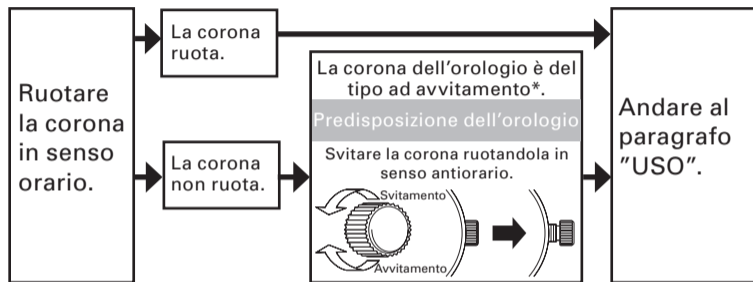 Ruotare
la corona
in senso
orario.
La corona
ruota.
La corona
non ruota.
La corona dell'orologio è del
tipo ad avvitamento*.
Predisposizione dell'orologio
Svitare la corona ruotandola in
senso antiorario.
Svitamento
Avvitamento
Andare al
paragrafo
"USO".